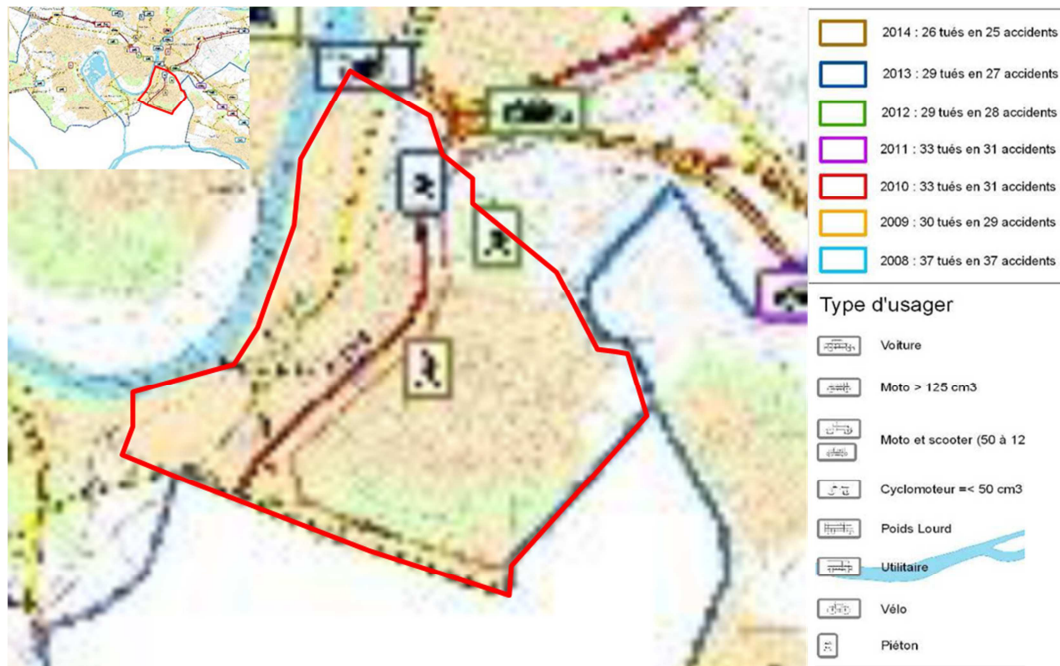 2014 : 26 tués en 25 accidents
2013 : 29 tués en 27 accidents
2012 : 29 tués en 28 accidents
2011 : 33 tués en 31 accidents
2010 : 33 tués en 31 accidents
2009 : 30 tués en 29 accidents
2008 : 37 tués en 37 accidents
Type d'usager
Voiture
Moto > 125 cm3
Moto et scooter (50 à 12
Cyclomoteur =< 50 cm3
Poids Lourd
Utilitaire
Vélo
Piéton